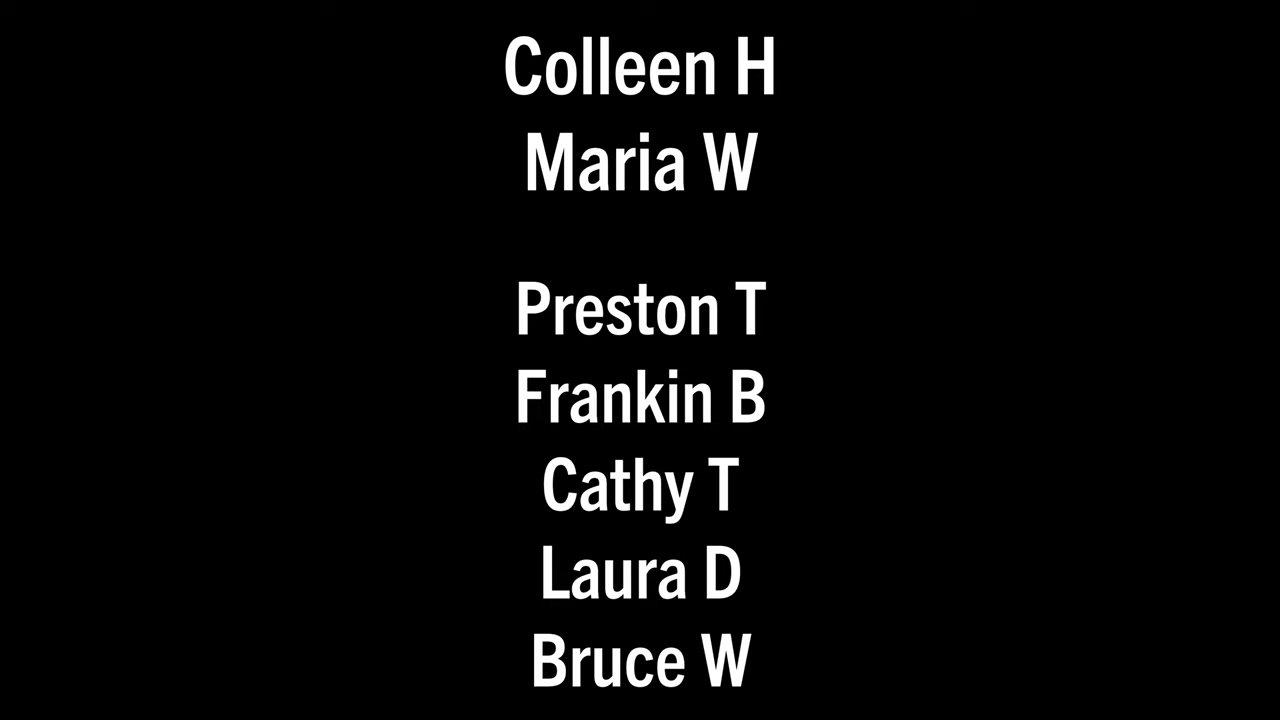 Colleen H
Maria W
Preston T
Frankin B
Cathy T
Laura D
Bruce W